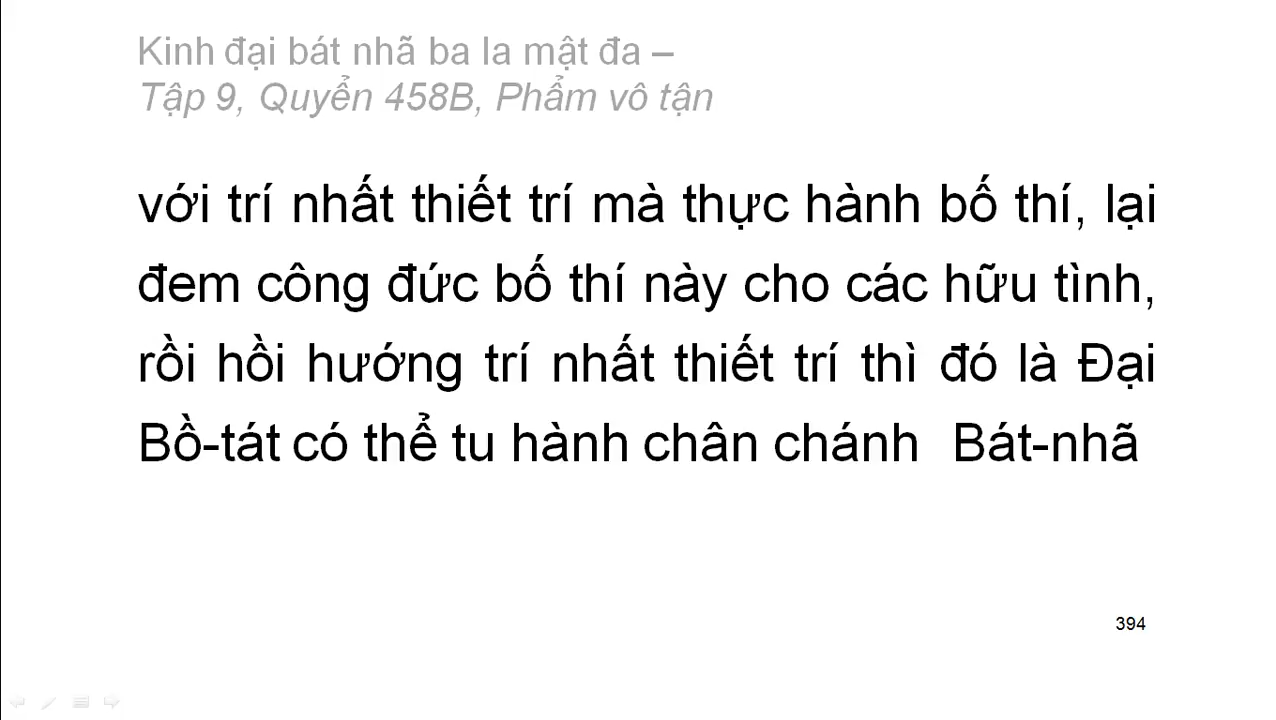 Kinh đại bát nhã ba la mật đa –
Tập 9, Quyển 458B, Phẩm vô tận
với trí nhất thiết trí mà thực hành bố thí, lại
đem công đức bố thí này cho các hữu tình,
rồi hồi hướng trí nhất thiết trí thì đó là Đại
Bồ-tát có thể tu hành chân chánh Bát-nhã
394